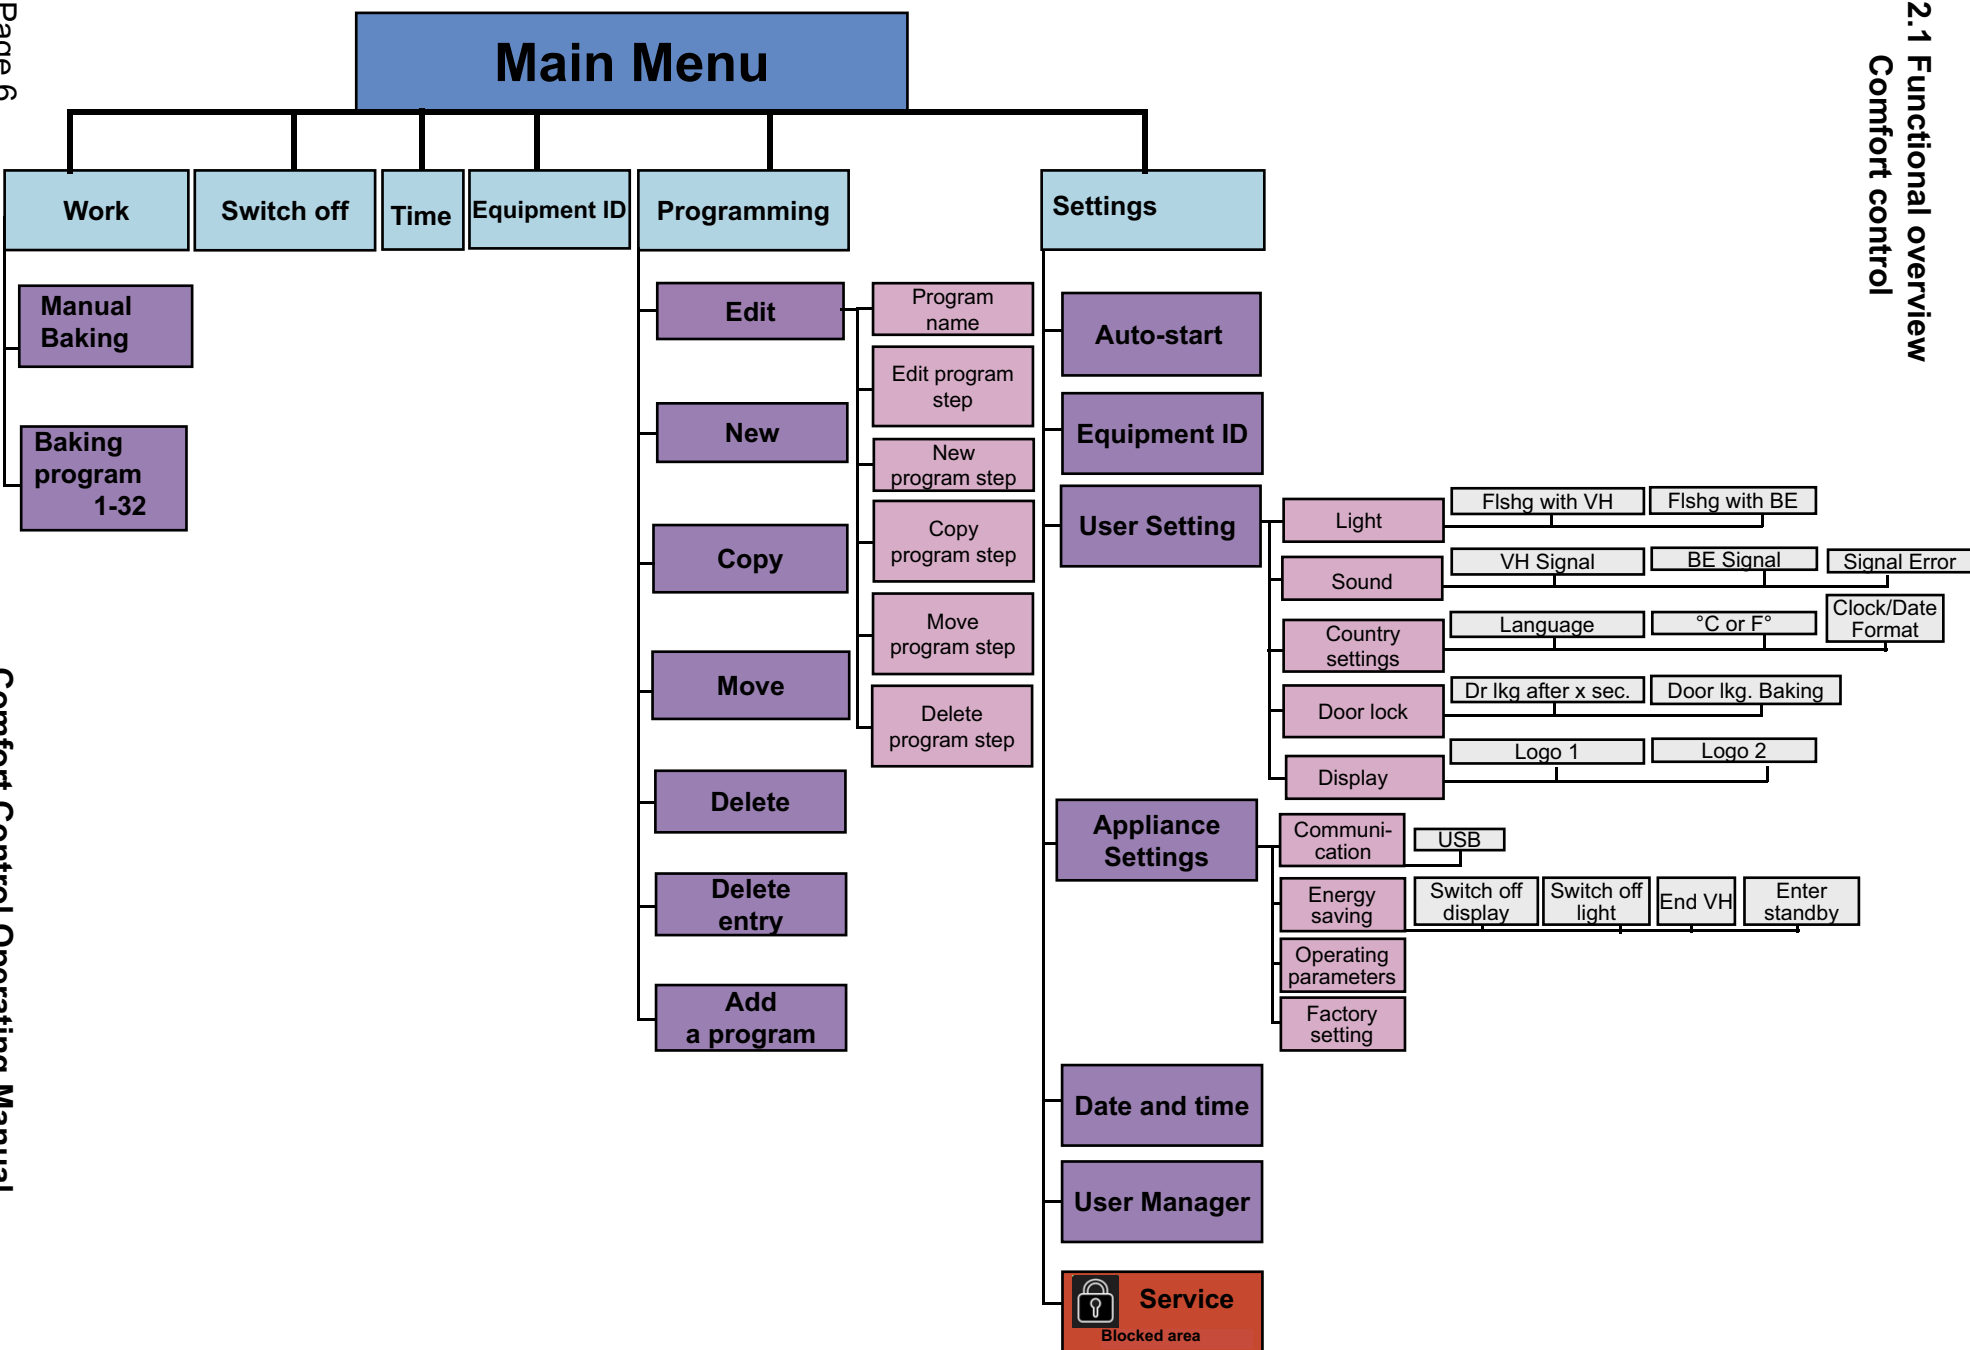 2.1 Functional overview
Comfort control
Main Menu
Work
Switch off
Time
Equipment ID
Programming
Settings
Manual
Baking
Baking
program
1-32
Edit
New
Copy
Move
Delete
Delete
entry
Add
a program
Program
name
Edit program
step
New
program step
Copy
program step
Move
program step
Delete
program step
Auto-start
Equipment ID
User Setting
Light
Flshg with VH
Flshg with BE
Sound
VH Signal
BE Signal
Signal Error
Country
settings
Language
°C or F°
Clock/Date
Format
Door lock
Dr lkg after x sec.
Door lkg. Baking
Display
Logo 1
Logo 2
Appliance
Settings
Communi-
cation
USB
Energy
saving
Switch off
display
Switch off
light
End VH
Enter
standby
Operating
parameters
Factory
setting
Date and time
User Manager
Service
Blocked area
Page 6
Comfort Control Operating Manual